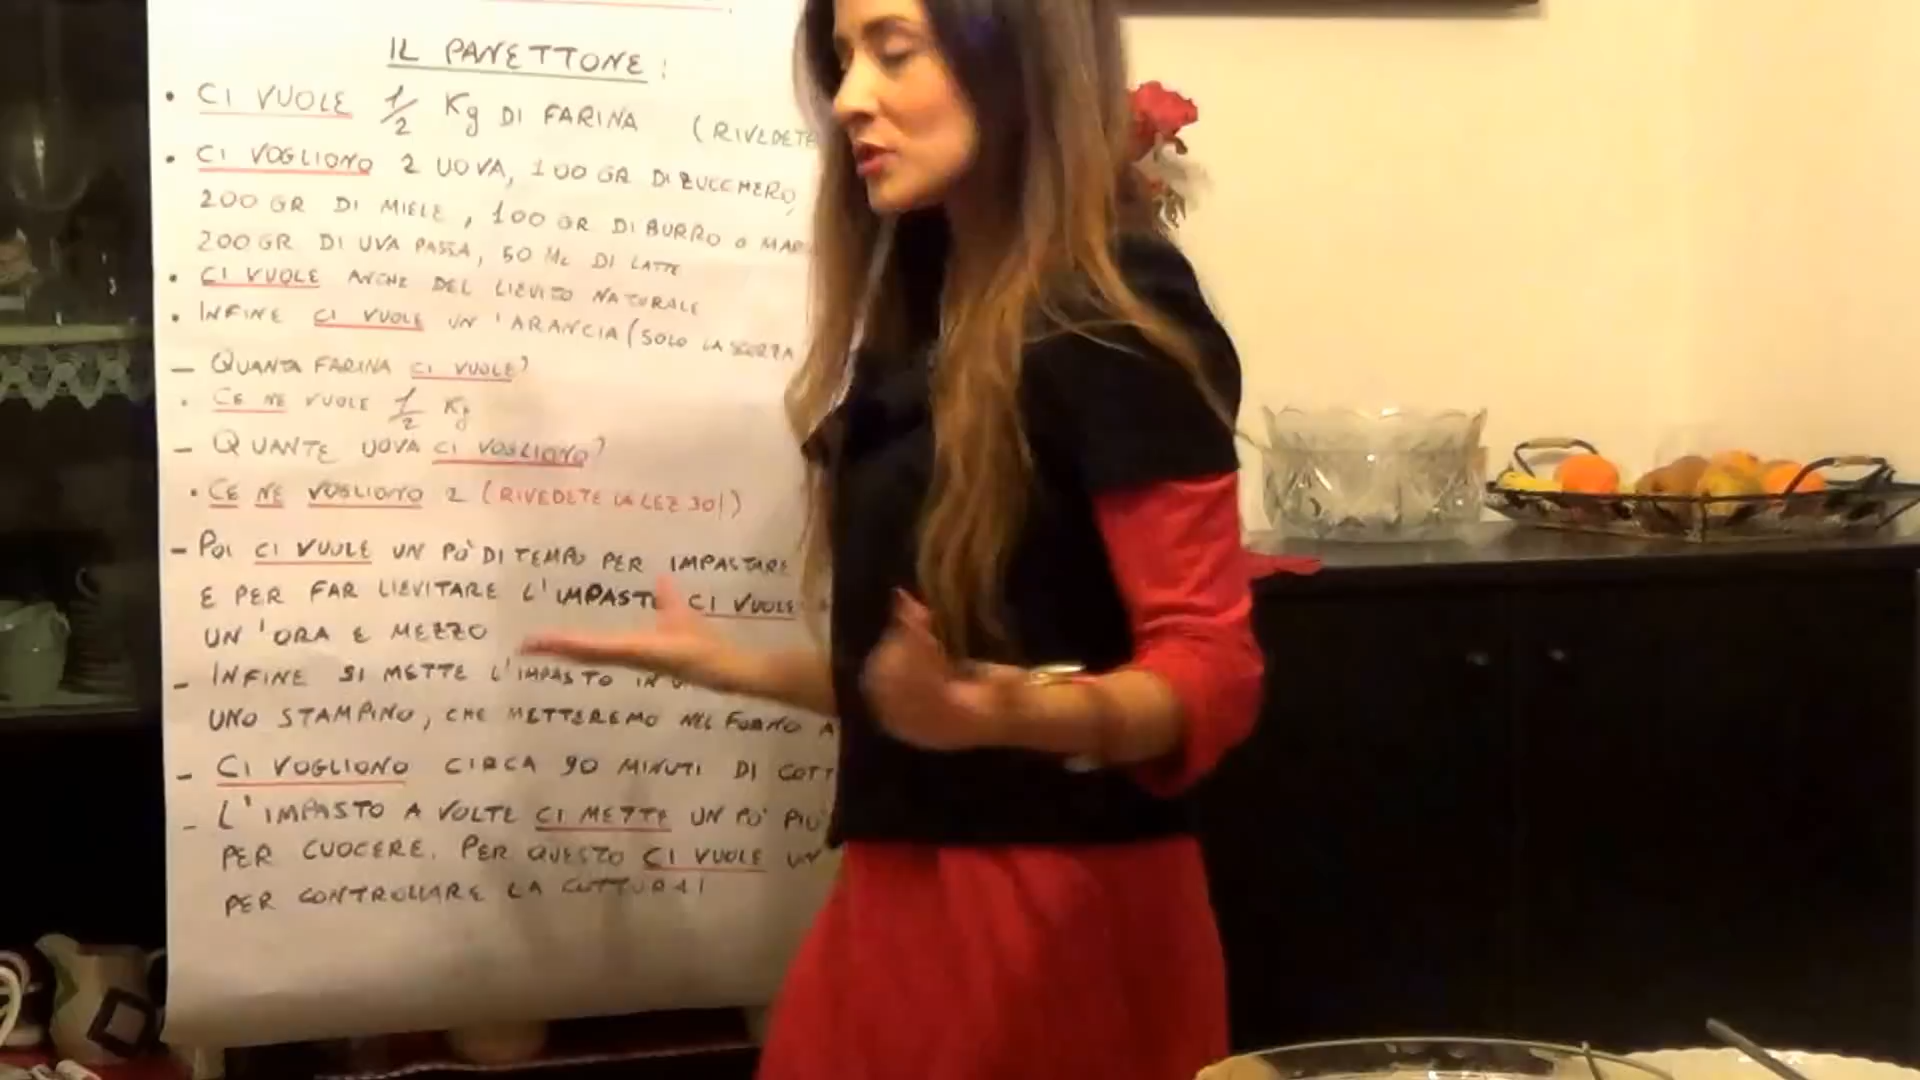 IL PANETTONE:
• CI VUOLE 1/2 Kg DI FARINA (RIVEDETE
• CI VOGLIONO 2 UOVA, 100 GR DI ZUCCHERO,
200 GR DI MIELE, 100 GR DI BURRO O MAR
200 GR DI UVA PASSA, 50 ML DI LATTE
• CI VUOLE ANCHE DEL LIEVITO NATURALE
• INFINE CI VUOLE UN'ARANCIA (SOLO LA SCORZA
– QUANTA FARINA CI VUOLE?
• CE NE VUOLE 1/2 Kg
– QUANTE UOVA CI VOGLIONO?
• CE NE VOGLIONO 2 (RIVEDETE LA LEZ 30!)
– POI CI VUOLE UN PO' DI TEMPO PER IMPASTARE
E PER FAR LIEVITARE L'IMPASTO CI VUOLE
UN'ORA E MEZZO
– INFINE SI METTE L'IMPASTO IN
UNO STAMPINO, CHE METTEREMO NEL FORNO A
– CI VOGLIONO CIRCA 90 MINUTI DI COTT
– L'IMPASTO A VOLTE CI METTE UN PO' PIU'
PER CUOCERE. PER QUESTO CI VUOLE UN
PER CONTROLLARE LA COTTURA!